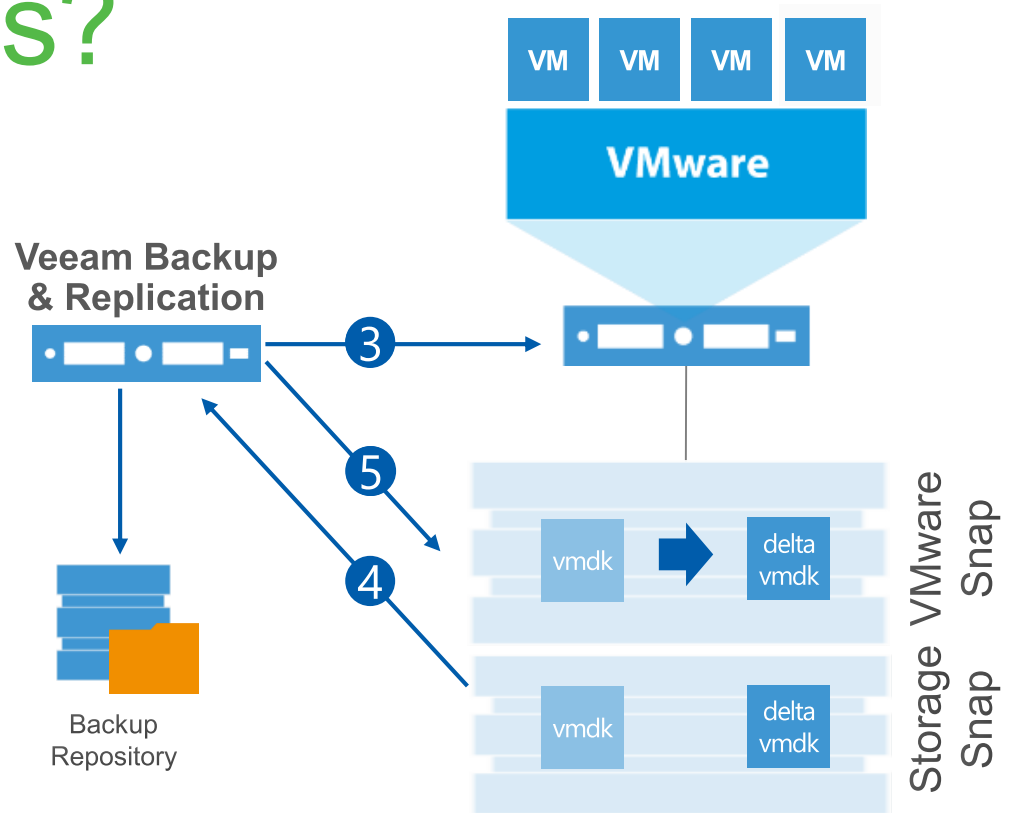 s?
VM VM VM VM
VMware
Veeam Backup
& Replication
3
5
4
vmdk
delta
vmdk
VMware
Snap
vmdk
delta
vmdk
Storage
Snap
Backup
Repository